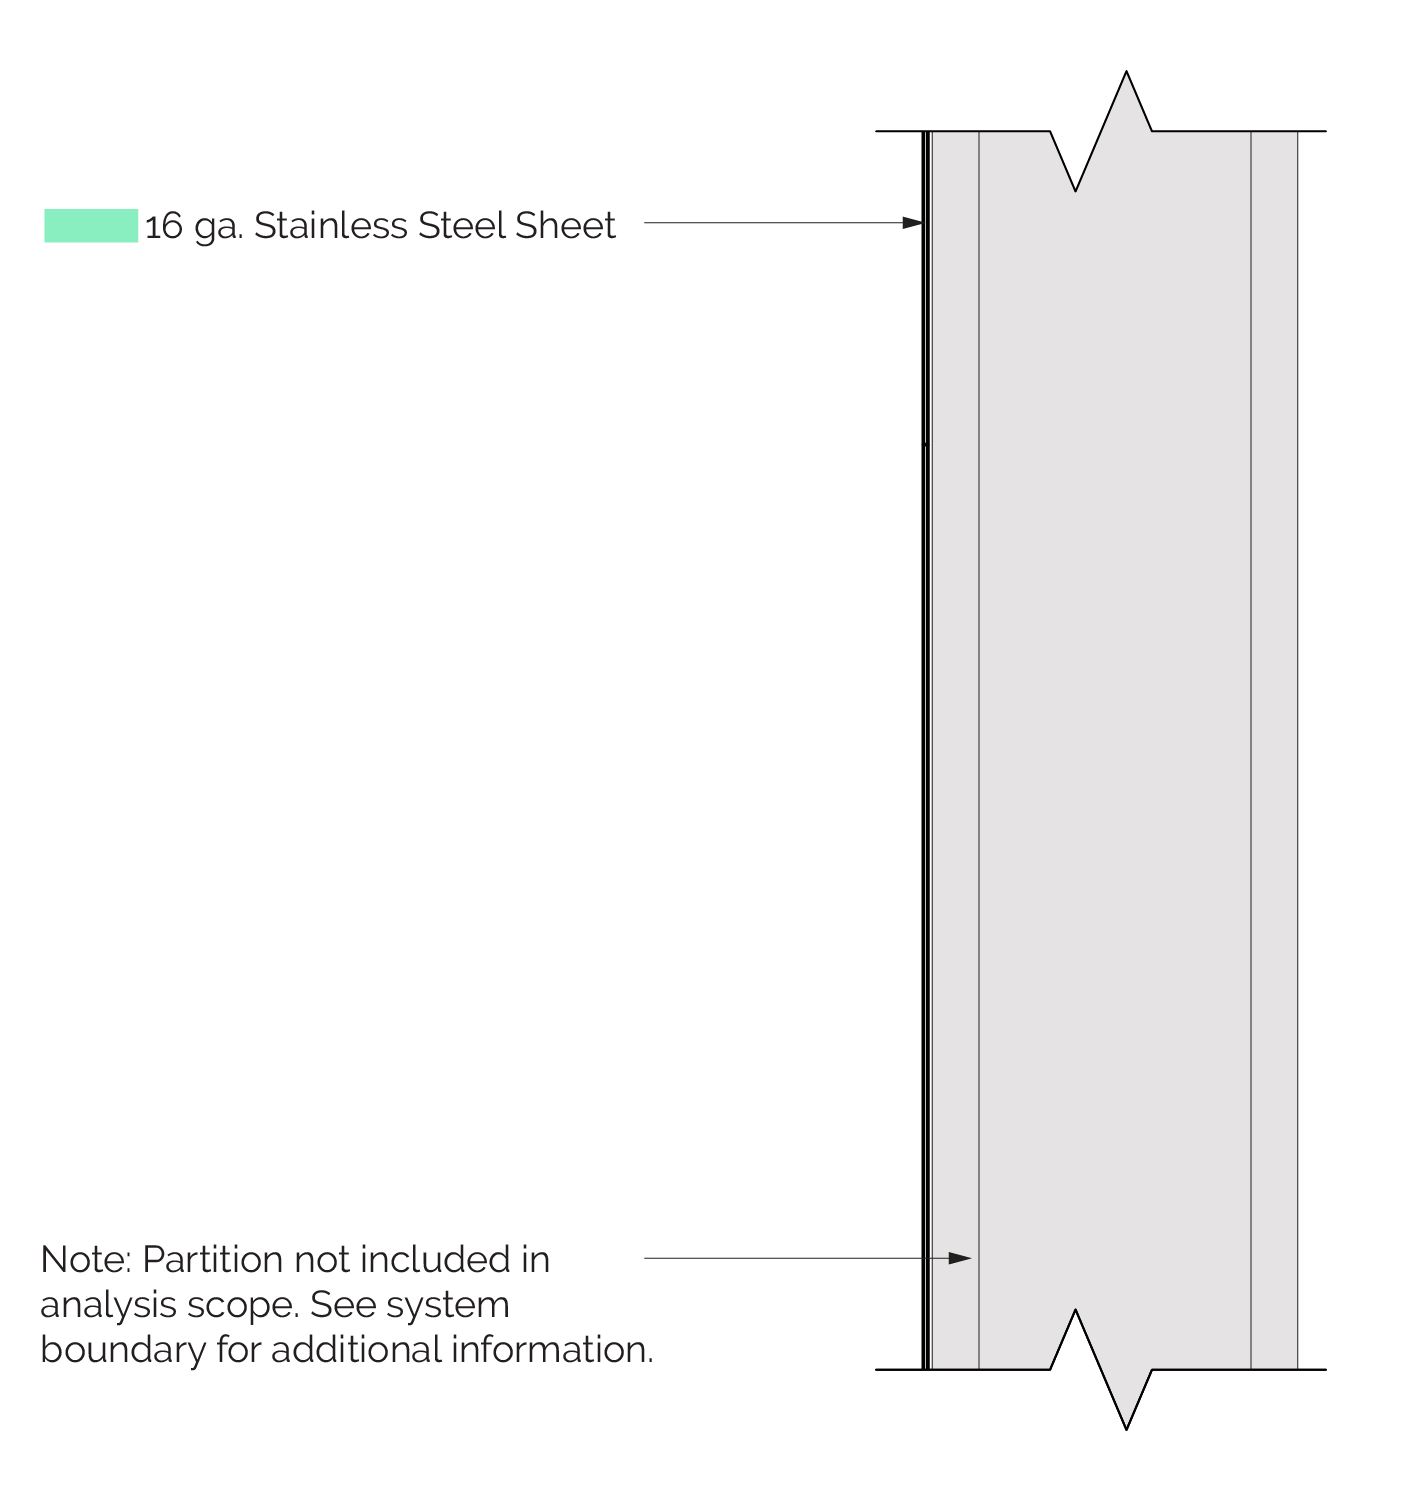 16 ga. Stainless Steel Sheet
Note: Partition not included in
analysis scope. See system
boundary for additional information.